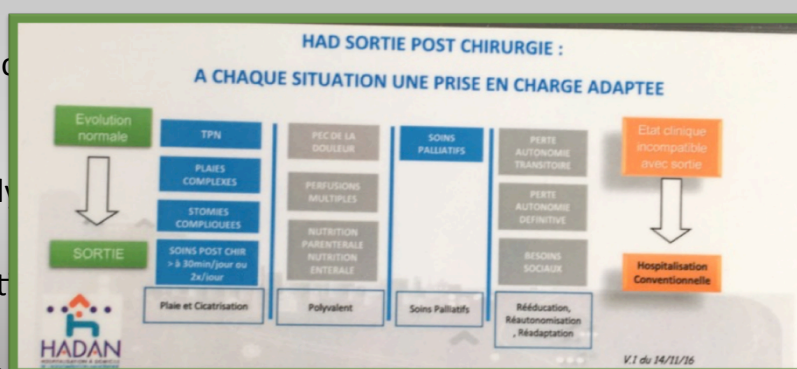 HAD SORTIE POST CHIRURGIE :
A CHAQUE SITUATION UNE PRISE EN CHARGE ADAPTEE
Evolution
normale
SORTIE
TPN
PLAIES
COMPLEXES
STOMIES
COMPLIQUEES
SOINS POST CHIR
> à 30min/jour ou
2x/jour
Plaie et Cicatrisation
PEC DE LA
DOULEUR
PERFUSIONS
MULTIPLES
NUTRITION
PARENTERALE
NUTRITION
ENTERALE
Polyvalent
SOINS
PALLIATIFS
Soins Palliatifs
PERTE
AUTONOMIE
TRANSITOIRE
PERTE
AUTONOMIE
DEFINITIVE
BESOINS
SOCIAUX
Rééducation,
Réautonomisation
, Réadaptation
Etat clinique
incompatible
avec sortie
Hospitalisation
Conventionnelle
HADAN
V.1 du 14/11/16